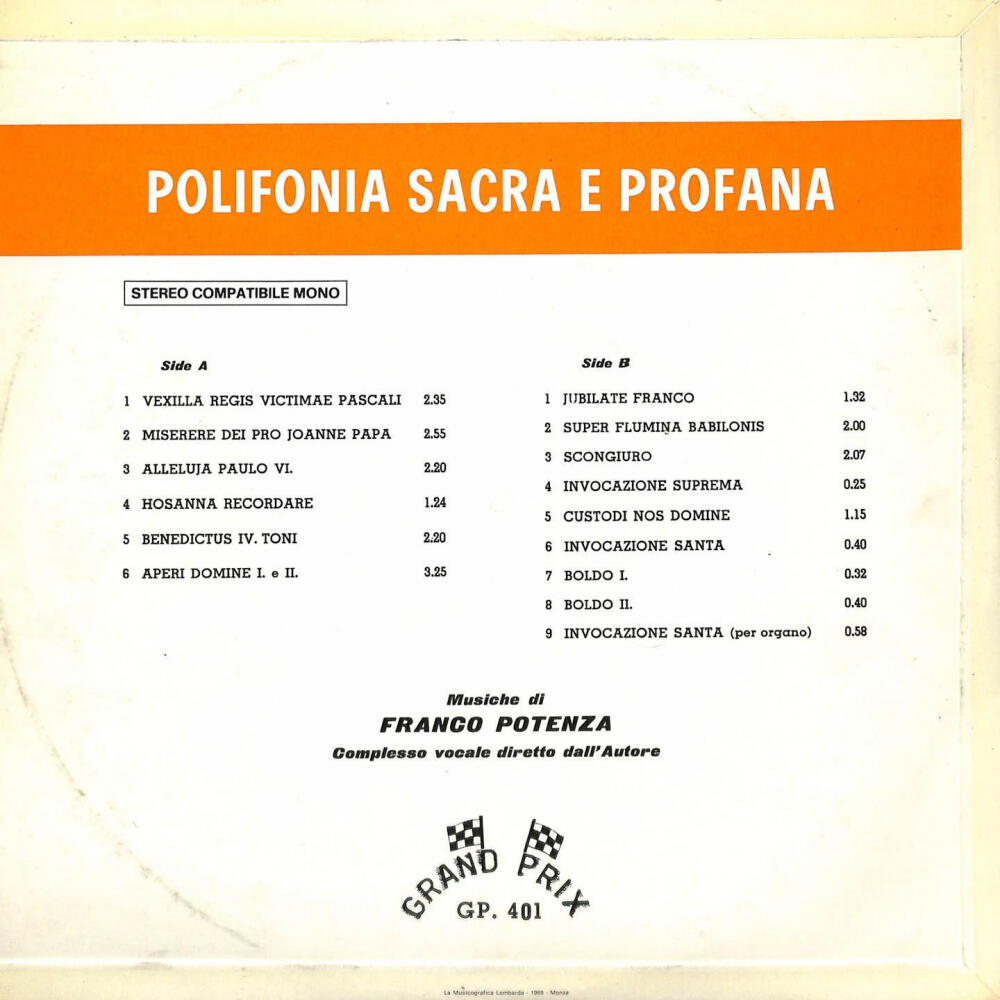 POLIFONIA SACRA E PROFANA
STEREO COMPATIBILE MONO
Side A
1 VEXILLA REGIS VICTIMAE PASCALI 2.35
2 MISERERE DEI PRO JOANNE PAPA 2.55
3 ALLELUJA PAULO VI. 2.20
4 HOSANNA RECORDARE 1.24
5 BENEDICTUS IV. TONI 2.20
6 APERI DOMINE I. e II. 3.25
Side B
1 JUBILATE FRANCO 1.32
2 SUPER FLUMINA BABILONIS 2.00
3 SCONGIURO 2.07
4 INVOCAZIONE SUPREMA 0.25
5 CUSTODI NOS DOMINE 1.15
6 INVOCAZIONE SANTA 0.40
7 BOLDO I. 0.32
8 BOLDO II. 0.40
9 INVOCAZIONE SANTA (per organo) 0.58
Musiche di
FRANCO POTENZA
Complesso vocale diretto dall'Autore
GRAND PRIX
GP. 401
La Musicografica Lombarda - 1969 - Monza